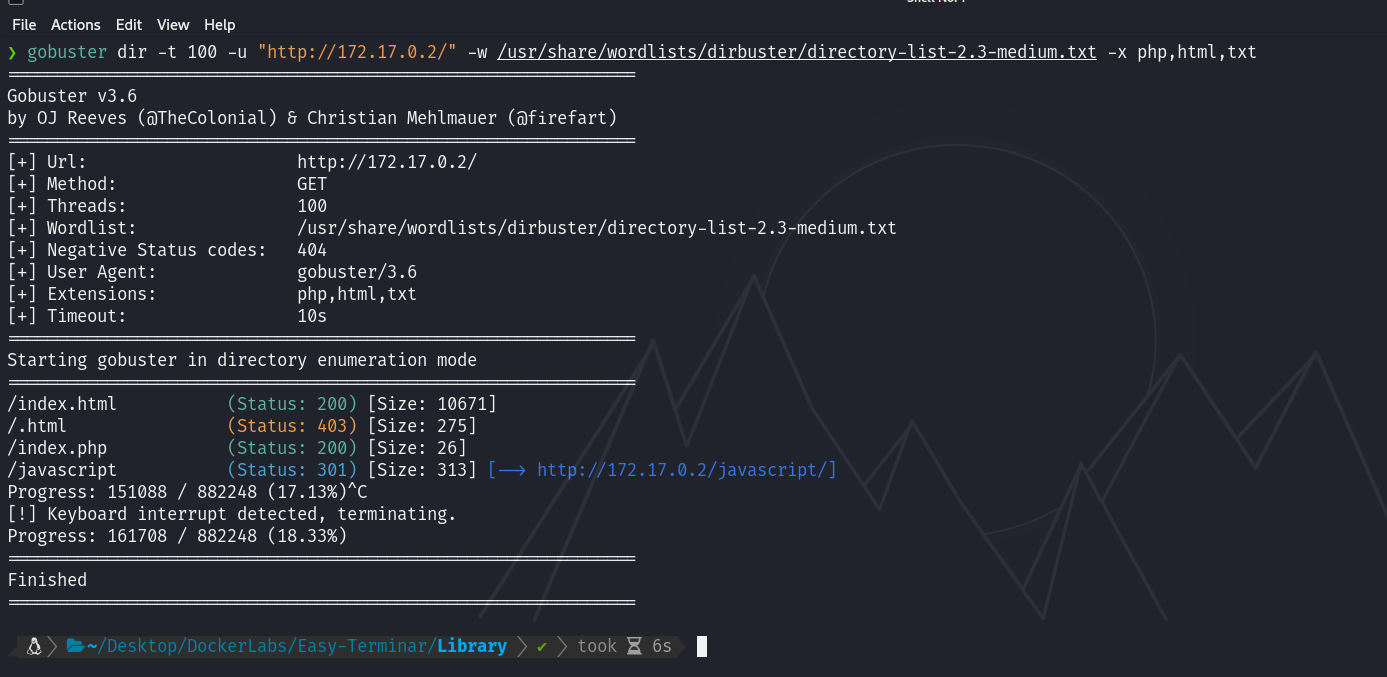 File Actions Edit View Help
❯ gobuster dir -t 100 -u "http://172.17.0.2/" -w /usr/share/wordlists/dirbuster/directory-list-2.3-medium.txt -x php,html,txt
===============================================================
Gobuster v3.6
by OJ Reeves (@TheColonial) & Christian Mehlmauer (@firefart)
===============================================================
[+] Url: http://172.17.0.2/
[+] Method: GET
[+] Threads: 100
[+] Wordlist: /usr/share/wordlists/dirbuster/directory-list-2.3-medium.txt
[+] Negative Status codes: 404
[+] User Agent: gobuster/3.6
[+] Extensions: php,html,txt
[+] Timeout: 10s
===============================================================
Starting gobuster in directory enumeration mode
===============================================================
/index.html (Status: 200) [Size: 10671]
/.html (Status: 403) [Size: 275]
/index.php (Status: 200) [Size: 26]
/javascript (Status: 301) [Size: 313] [--> http://172.17.0.2/javascript/]
Progress: 151088 / 882248 (17.13%)^C
[!] Keyboard interrupt detected, terminating.
Progress: 161708 / 882248 (18.33%)
===============================================================
Finished
===============================================================
~/Desktop/DockerLabs/Easy-Terminar/Library ✔ took ⌛ 6s